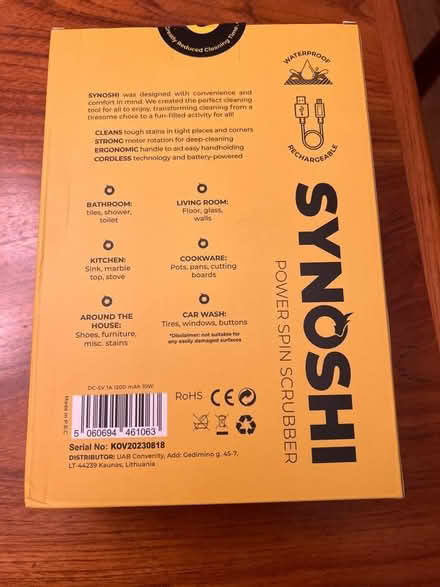 Greatly Reduced Cleaning Time
WATERPROOF
RECHARGEABLE
SYNOSHI was designed with convenience and
comfort in mind. We created the perfect cleaning
tool for all to enjoy, transforming cleaning from a
tiresome chore to a fun-filled activity for all!
CLEANS tough stains in tight places and corners
STRONG motor rotation for deep-cleaning
ERGONOMIC handle to aid easy handholding
CORDLESS technology and battery-powered
BATHROOM:
tiles, shower,
toilet
LIVING ROOM:
Floor, glass,
walls
KITCHEN:
Sink, marble
top, stove
COOKWARE:
Pots, pans, cutting
boards
AROUND THE
HOUSE:
Shoes, furniture,
misc. stains
CAR WASH:
Tires, windows, buttons
*Disclaimer: not suitable for
any easily damaged surfaces
SYNOSHI
POWER SPIN SCRUBBER
DC-5V 1A 1200 mAh 10W
RoHS CE
Made in P.R.C
5 060694 461063
Serial No: KOV20230818
DISTRIBUTOR: UAB Convenity, Add: Gedimino g. 45-7,
LT-44239 Kaunas, Lithuania